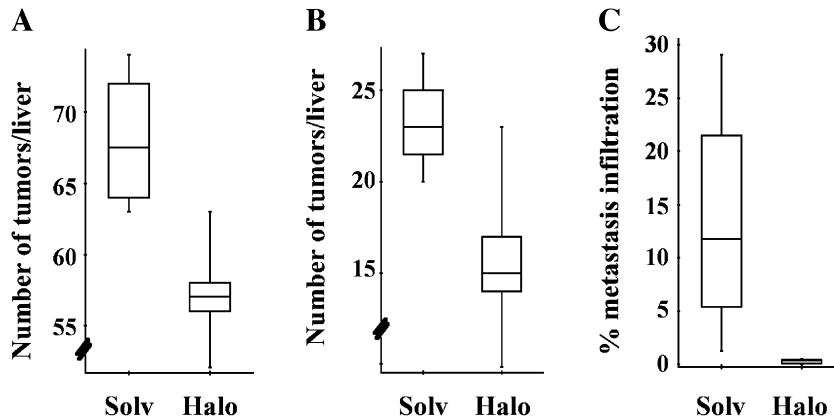 A
B
C
Number of tumors/liver
70
65
60
55
Solv Halo
Number of tumors/liver
25
20
15
Solv Halo
% metastasis infiltration
30
25
20
15
10
5
0
Solv Halo